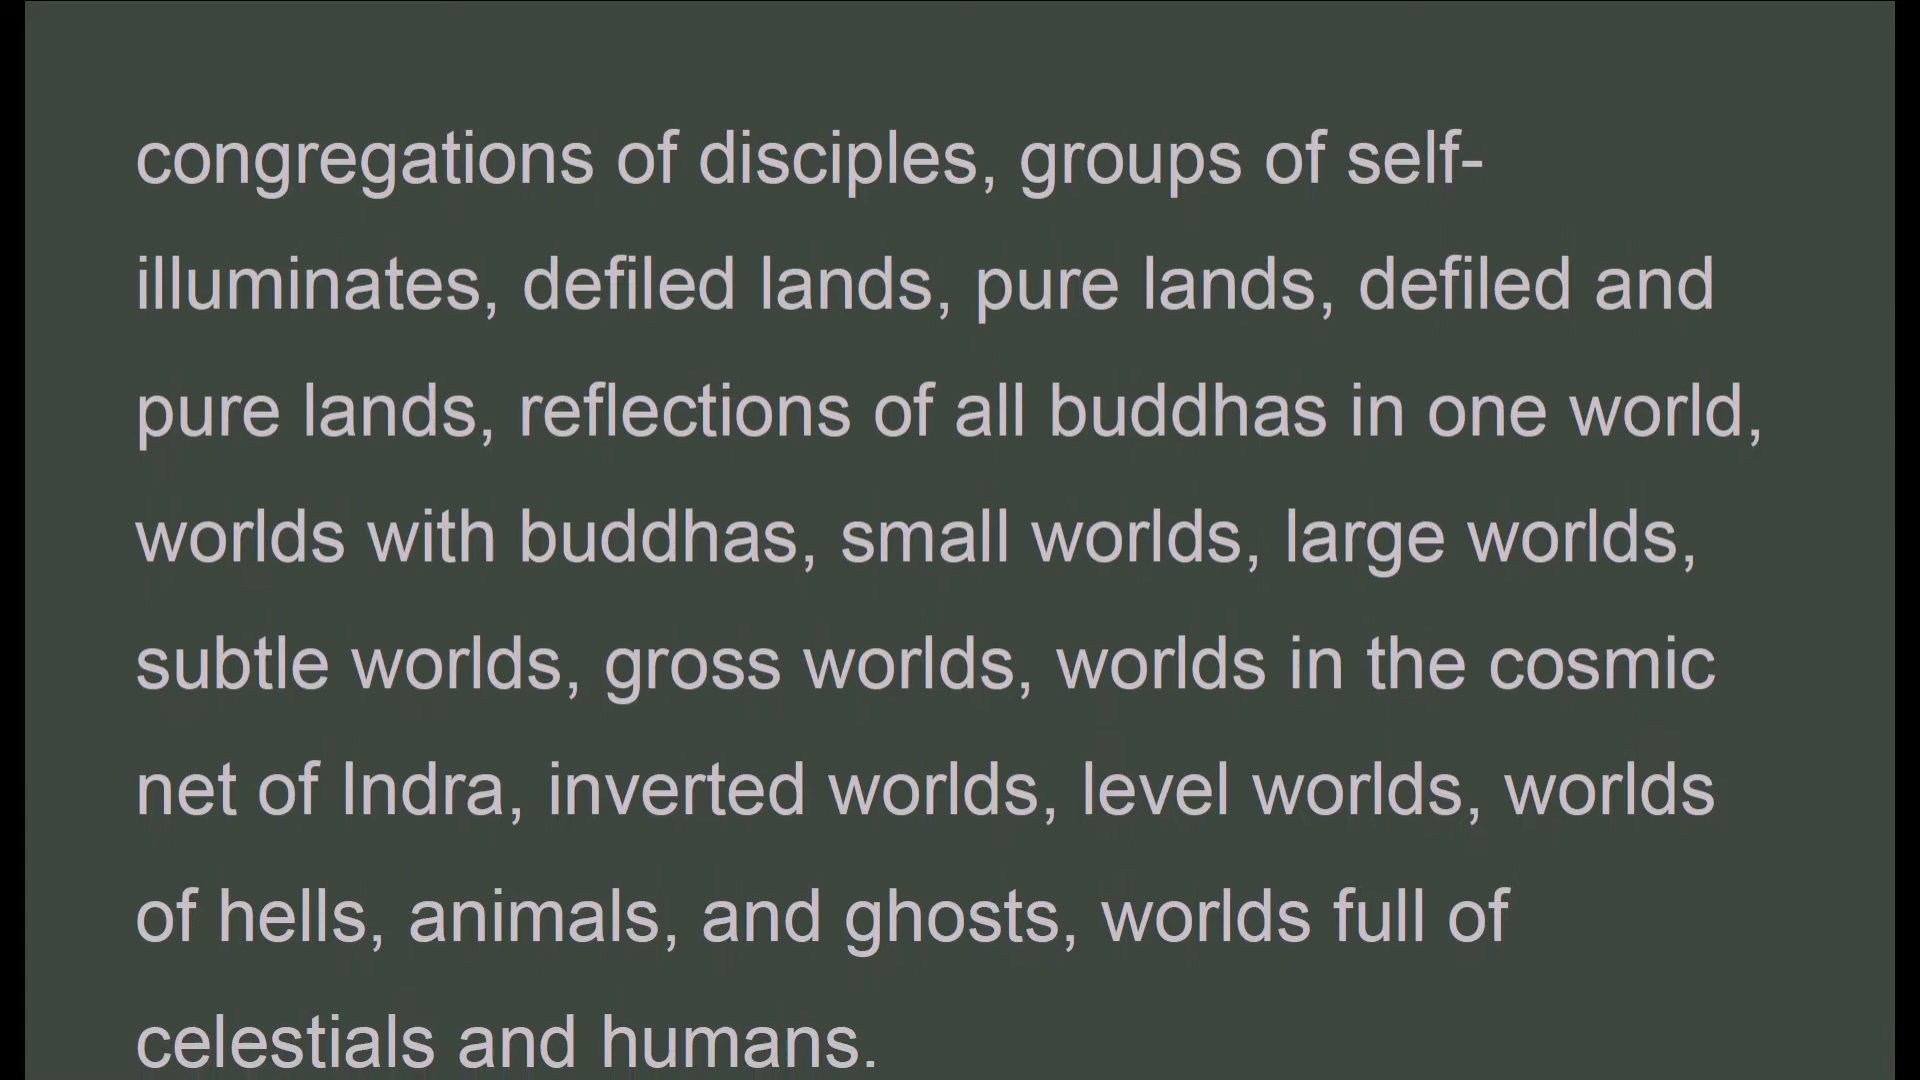 congregations of disciples, groups of self-
illuminates, defiled lands, pure lands, defiled and
pure lands, reflections of all buddhas in one world,
worlds with buddhas, small worlds, large worlds,
subtle worlds, gross worlds, worlds in the cosmic
net of Indra, inverted worlds, level worlds, worlds
of hells, animals, and ghosts, worlds full of
celestials and humans.